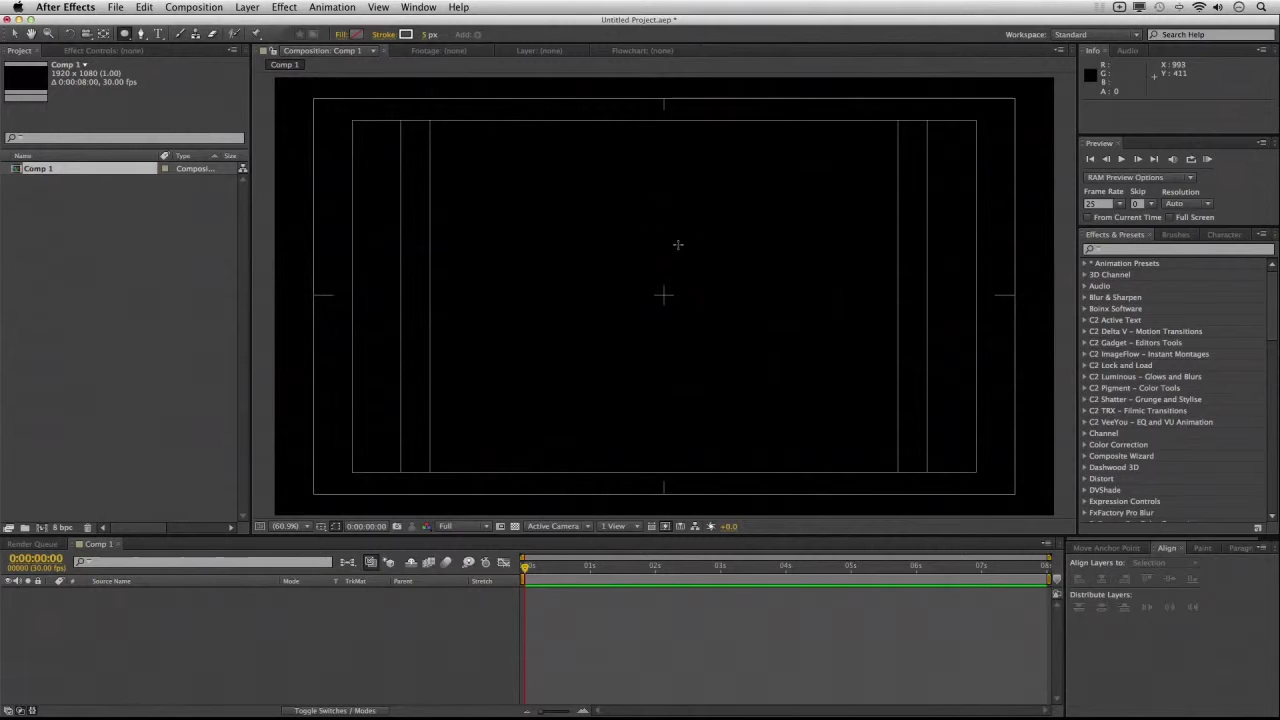 After Effects File Edit Composition Layer Effect Animation View Window Help
Untitled Project.aep *
Fill: Stroke: 5 px Add: Workspace: Standard Search Help
Project Effect Controls: (none) Composition: Comp 1 Footage: (none) Layer: (none) Flowchart: (none) Info Audio
Comp 1
1920 x 1080 (1.00)
Δ 0:00:08:00, 30.00 fps
Comp 1
R :
G :
B :
A : 0
X : 993
Y : 411
Name Type Size
Comp 1 Composi...
Preview
RAM Preview Options
Frame Rate Skip Resolution
25 0 Auto
From Current Time Full Screen
Effects & Presets Brushes Character
* Animation Presets
3D Channel
Audio
Blur & Sharpen
Boinx Software
C2 Active Text
C2 Delta V – Motion Transitions
C2 Gadget – Editors Tools
C2 ImageFlow – Instant Montages
C2 Lock and Load
C2 Luminous – Glows and Blurs
C2 Pigment – Color Tools
C2 Shatter – Grunge and Stylise
C2 TRX – Filmic Transitions
C2 VeeYou – EQ and VU Animation
Channel
Color Correction
Composite Wizard
Dashwood 3D
Distort
DVShade
Expression Controls
FxFactory Pro Blur
8 bpc (60.9%) 0:00:00:00 Full Active Camera 1 View +0.0
Render Queue Comp 1
0:00:00:00
00000 (30.00 fps)
# Source Name Mode T TrkMat Parent Stretch
01s 02s 03s 04s 05s 06s 07s
Move Anchor Point Align Paint Paragr
Align Layers to: Selection
Distribute Layers:
Toggle Switches / Modes